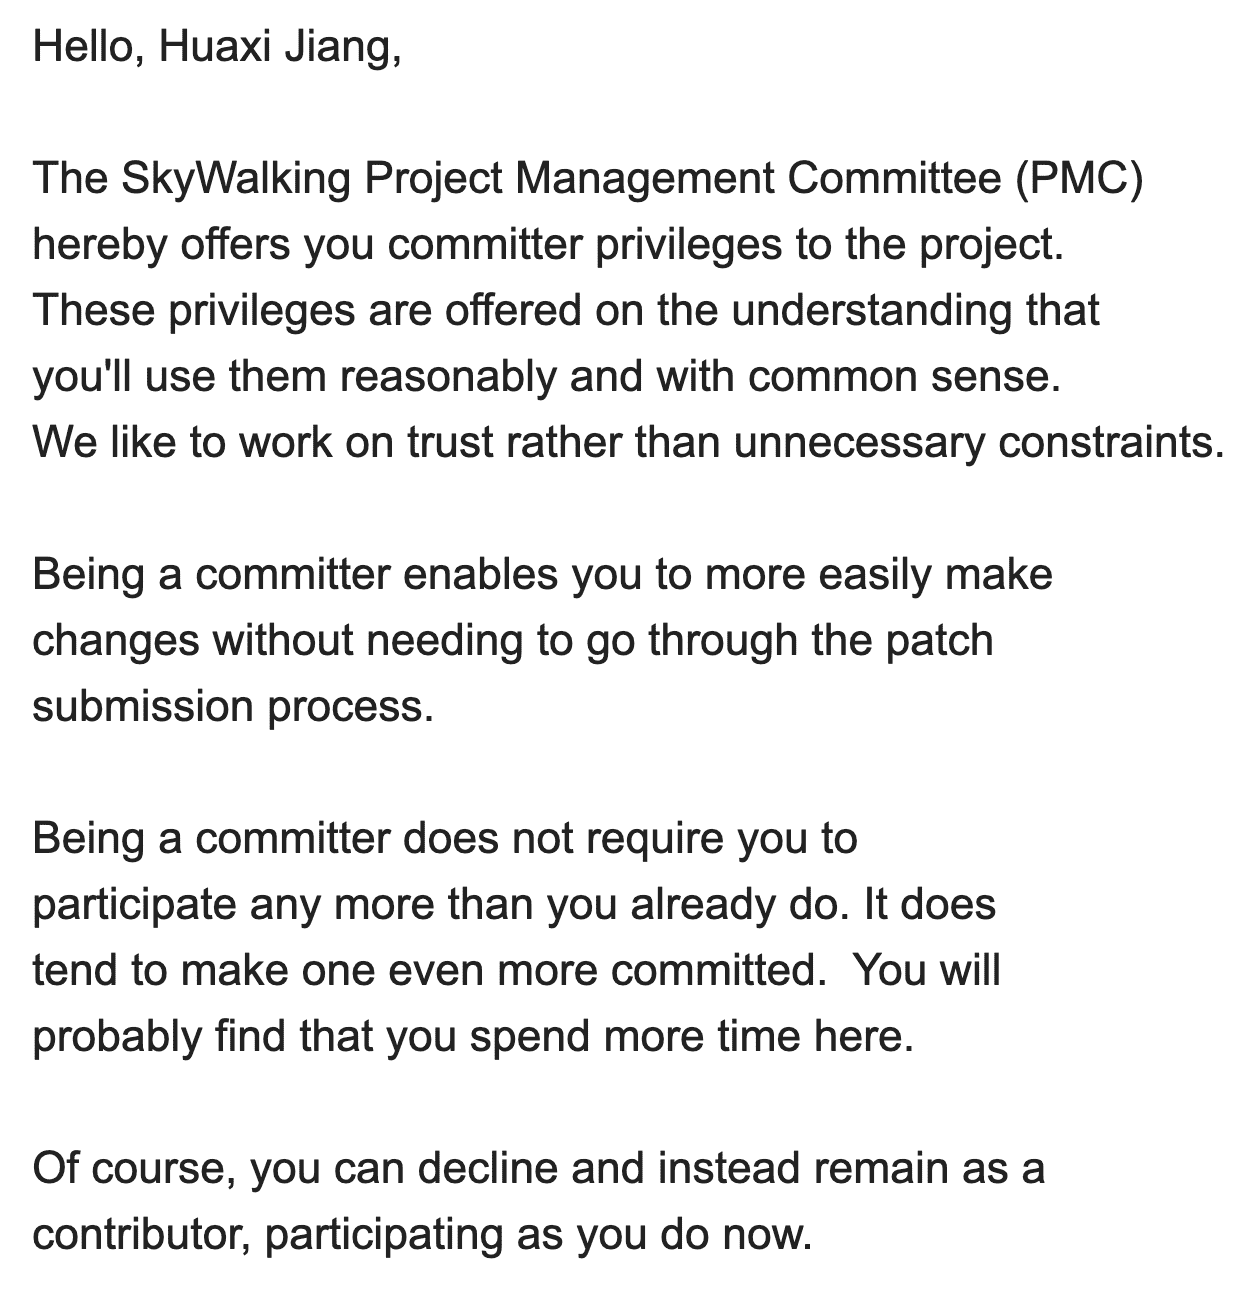 Hello, Huaxi Jiang,
The SkyWalking Project Management Committee (PMC)
hereby offers you committer privileges to the project.
These privileges are offered on the understanding that
you'll use them reasonably and with common sense.
We like to work on trust rather than unnecessary constraints.
Being a committer enables you to more easily make
changes without needing to go through the patch
submission process.
Being a committer does not require you to
participate any more than you already do. It does
tend to make one even more committed.  You will
probably find that you spend more time here.
Of course, you can decline and instead remain as a
contributor, participating as you do now.